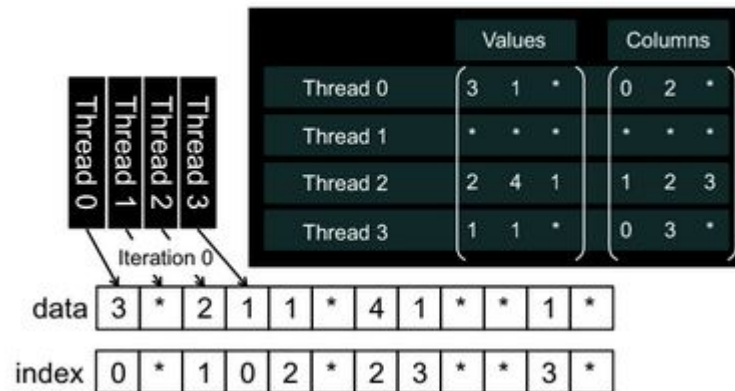 Values Columns
Thread 0 3 1 * 0 2 *
Thread 1 * * * * * *
Thread 2 2 4 1 1 2 3
Thread 3 1 1 * 0 3 *
Thread 0
Thread 1
Thread 2
Thread 3
Iteration 0
data 3 * 2 1 1 * 4 1 * * 1 *
index 0 * 1 0 2 * 2 3 * * 3 *